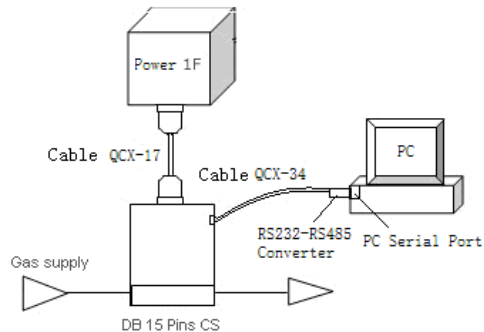 Power 1F
PC
Cable QCX-17
Cable QCX-34
RS232-RS485
Converter
PC Serial Port
Gas supply
DB 15 Pins CS